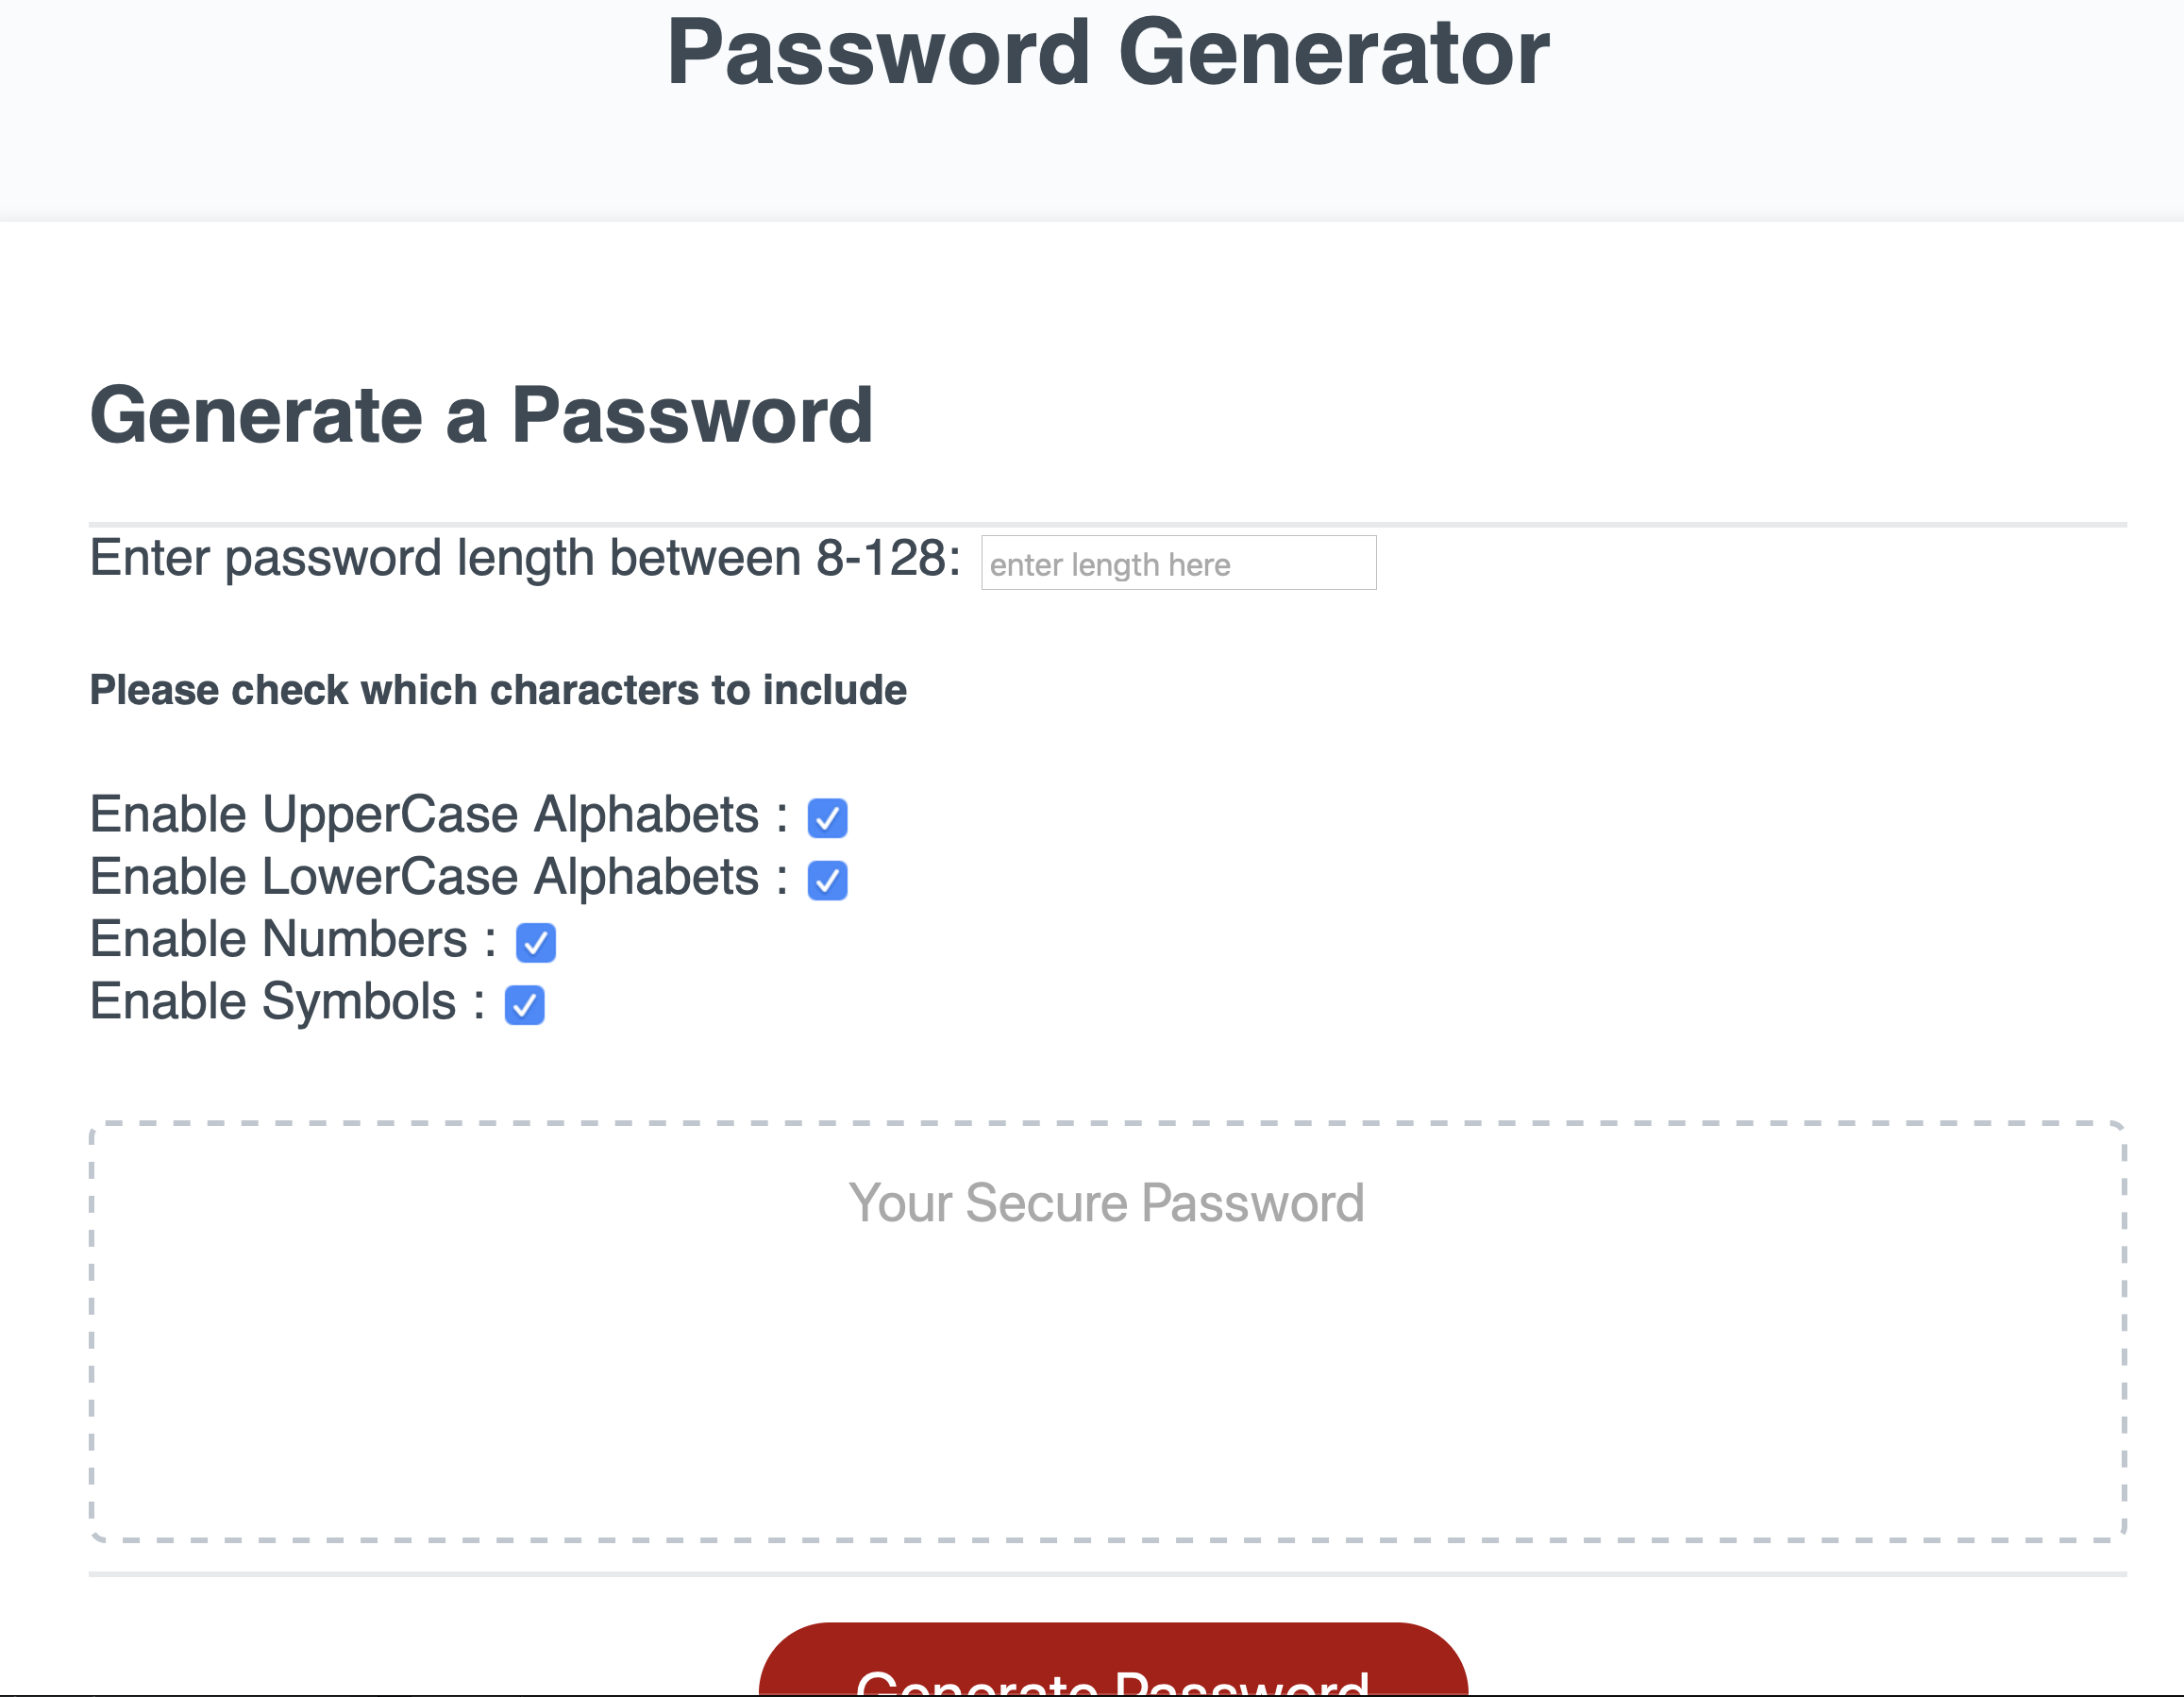 Password Generator
Generate a Password
Enter password length between 8-128: enter length here
Please check which characters to include
Enable UpperCase Alphabets :
Enable LowerCase Alphabets :
Enable Numbers :
Enable Symbols :
Your Secure Password
Generate Password